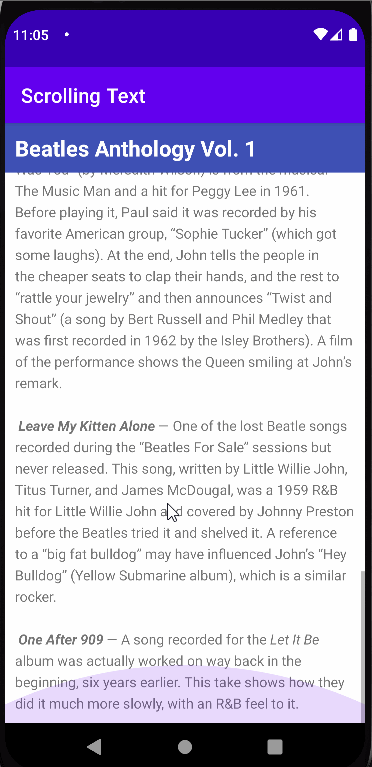 11:05
Scrolling Text
Beatles Anthology Vol. 1
Was You” (by Meredith Wilson) is from the musical
The Music Man and a hit for Peggy Lee in 1961.
Before playing it, Paul said it was recorded by his
favorite American group, “Sophie Tucker” (which got
some laughs). At the end, John tells the people in
the cheaper seats to clap their hands, and the rest to
“rattle your jewelry” and then announces “Twist and
Shout” (a song by Bert Russell and Phil Medley that
was first recorded in 1962 by the Isley Brothers). A film
of the performance shows the Queen smiling at John's
remark.
Leave My Kitten Alone — One of the lost Beatle songs
recorded during the “Beatles For Sale” sessions but
never released. This song, written by Little Willie John,
Titus Turner, and James McDougal, was a 1959 R&B
hit for Little Willie John and covered by Johnny Preston
before the Beatles tried it and shelved it. A reference
to a “big fat bulldog” may have influenced John's “Hey
Bulldog” (Yellow Submarine album), which is a similar
rocker.
One After 909 — A song recorded for the Let It Be
album was actually worked on way back in the
beginning, six years earlier. This take shows how they
did it much more slowly, with an R&B feel to it.